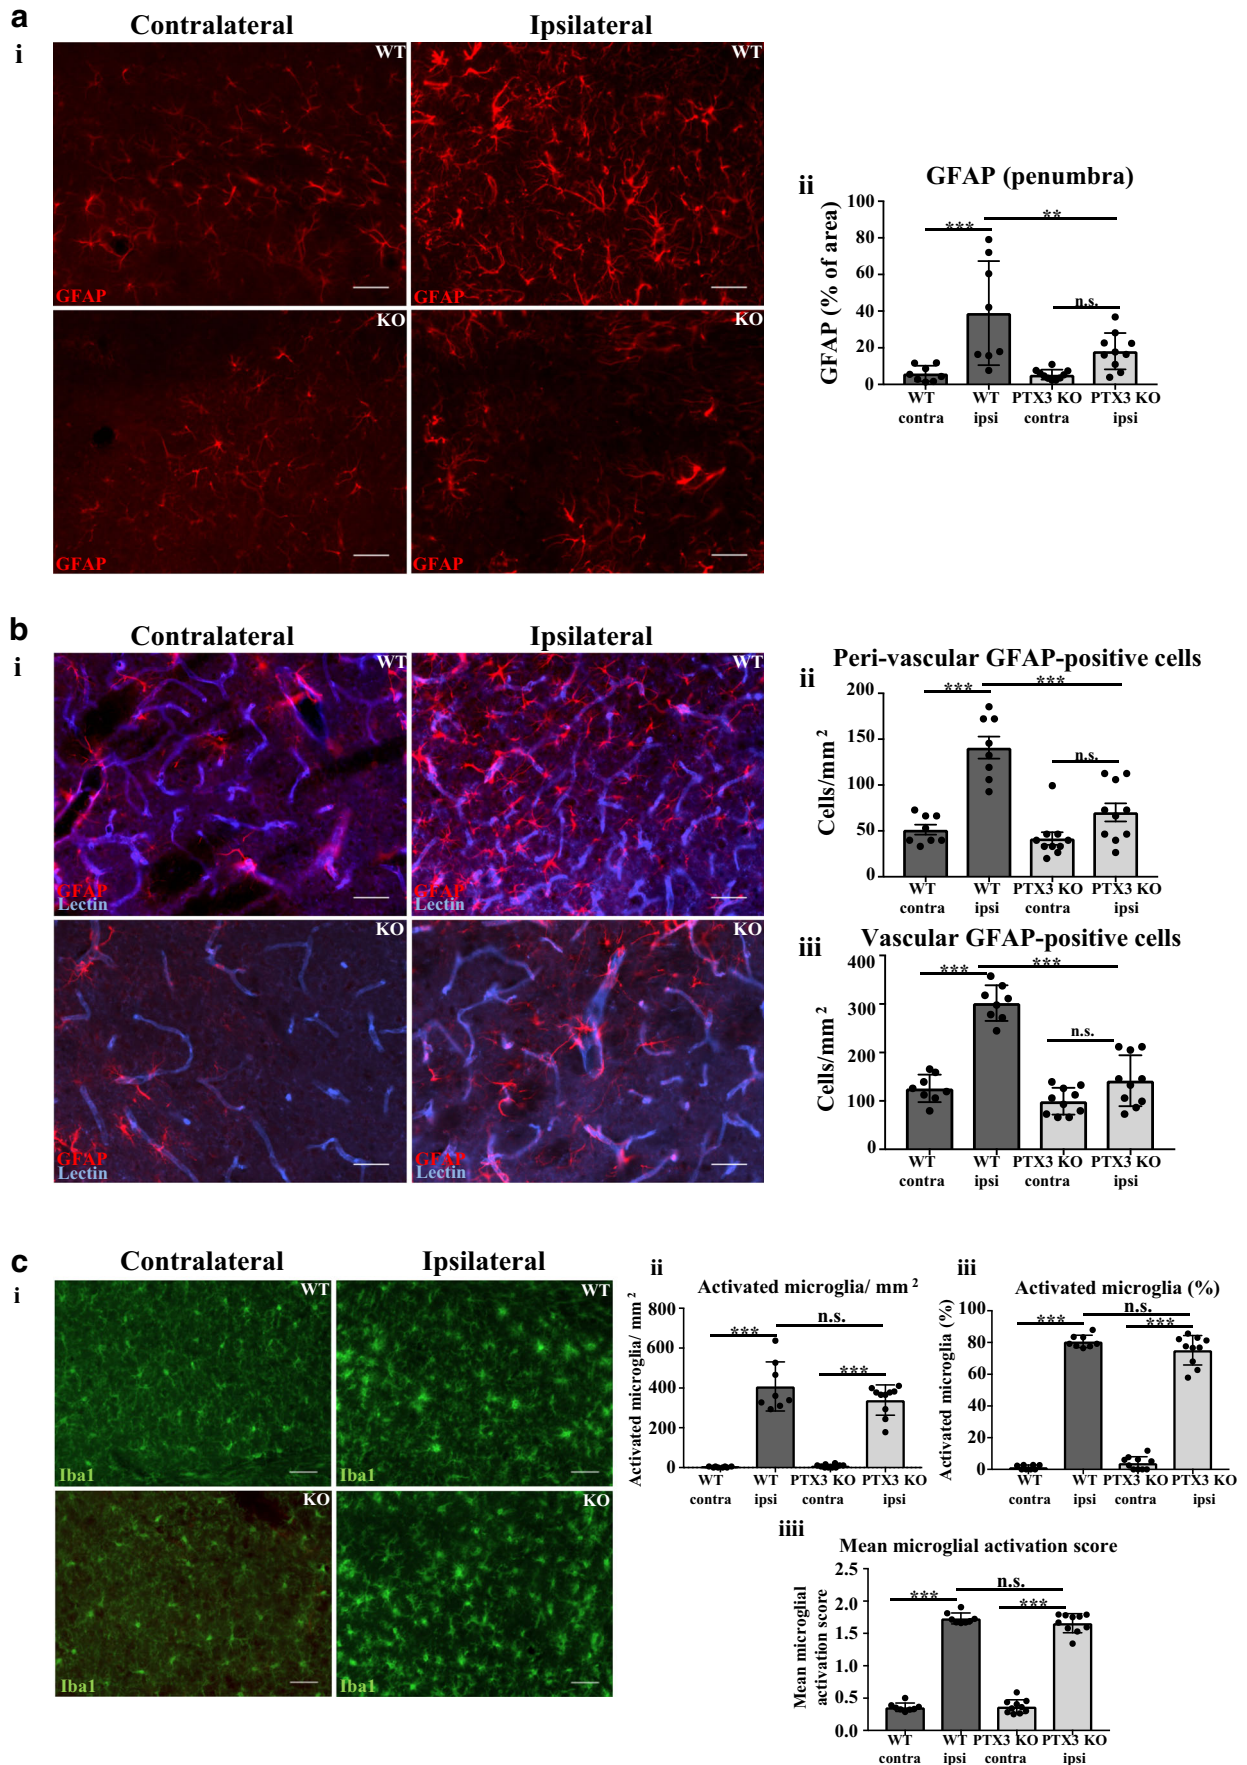 a
Contralateral
Ipsilateral
i
WT
WT
GFAP
GFAP
KO
KO
GFAP
GFAP
ii
GFAP (penumbra)
GFAP (% of area)
100
80
60
40
20
0
***
**
n.s.
WT
contra
WT
ipsi
PTX3 KO
contra
PTX3 KO
ipsi
b
Contralateral
Ipsilateral
i
WT
WT
GFAP
Lectin
GFAP
Lectin
KO
KO
GFAP
Lectin
GFAP
Lectin
ii
Peri-vascular GFAP-positive cells
Cells/mm²
200
150
100
50
0
***
***
n.s.
WT
contra
WT
ipsi
PTX3 KO
contra
PTX3 KO
ipsi
iii
Vascular GFAP-positive cells
Cells/mm²
400
300
200
100
0
***
***
n.s.
WT
contra
WT
ipsi
PTX3 KO
contra
PTX3 KO
ipsi
c
Contralateral
Ipsilateral
i
WT
WT
Iba1
Iba1
KO
KO
Iba1
Iba1
ii
Activated microglia/ mm²
Activated microglia/ mm²
800
600
400
200
0
***
n.s.
***
WT
contra
WT
ipsi
PTX3 KO
contra
PTX3 KO
ipsi
iii
Activated microglia (%)
Activated microglia (%)
100
80
60
40
20
0
***
n.s.
***
WT
contra
WT
ipsi
PTX3 KO
contra
PTX3 KO
ipsi
iiii
Mean microglial activation score
Mean microglial
activation score
2.5
2.0
1.5
1.0
0.5
0.0
***
n.s.
***
WT
contra
WT
ipsi
PTX3 KO
contra
PTX3 KO
ipsi